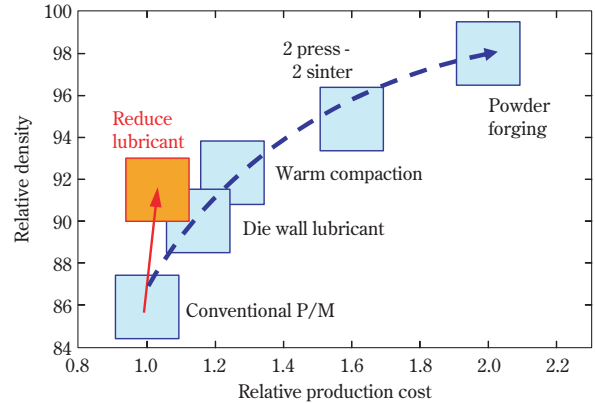 100
98
96
94
92
90
88
86
84
Relative density
2 press -
2 sinter
Reduce
lubricant
Powder
forging
Warm compaction
Die wall lubricant
Conventional P/M
0.8 1.0 1.2 1.4 1.6 1.8 2.0 2.2
Relative production cost